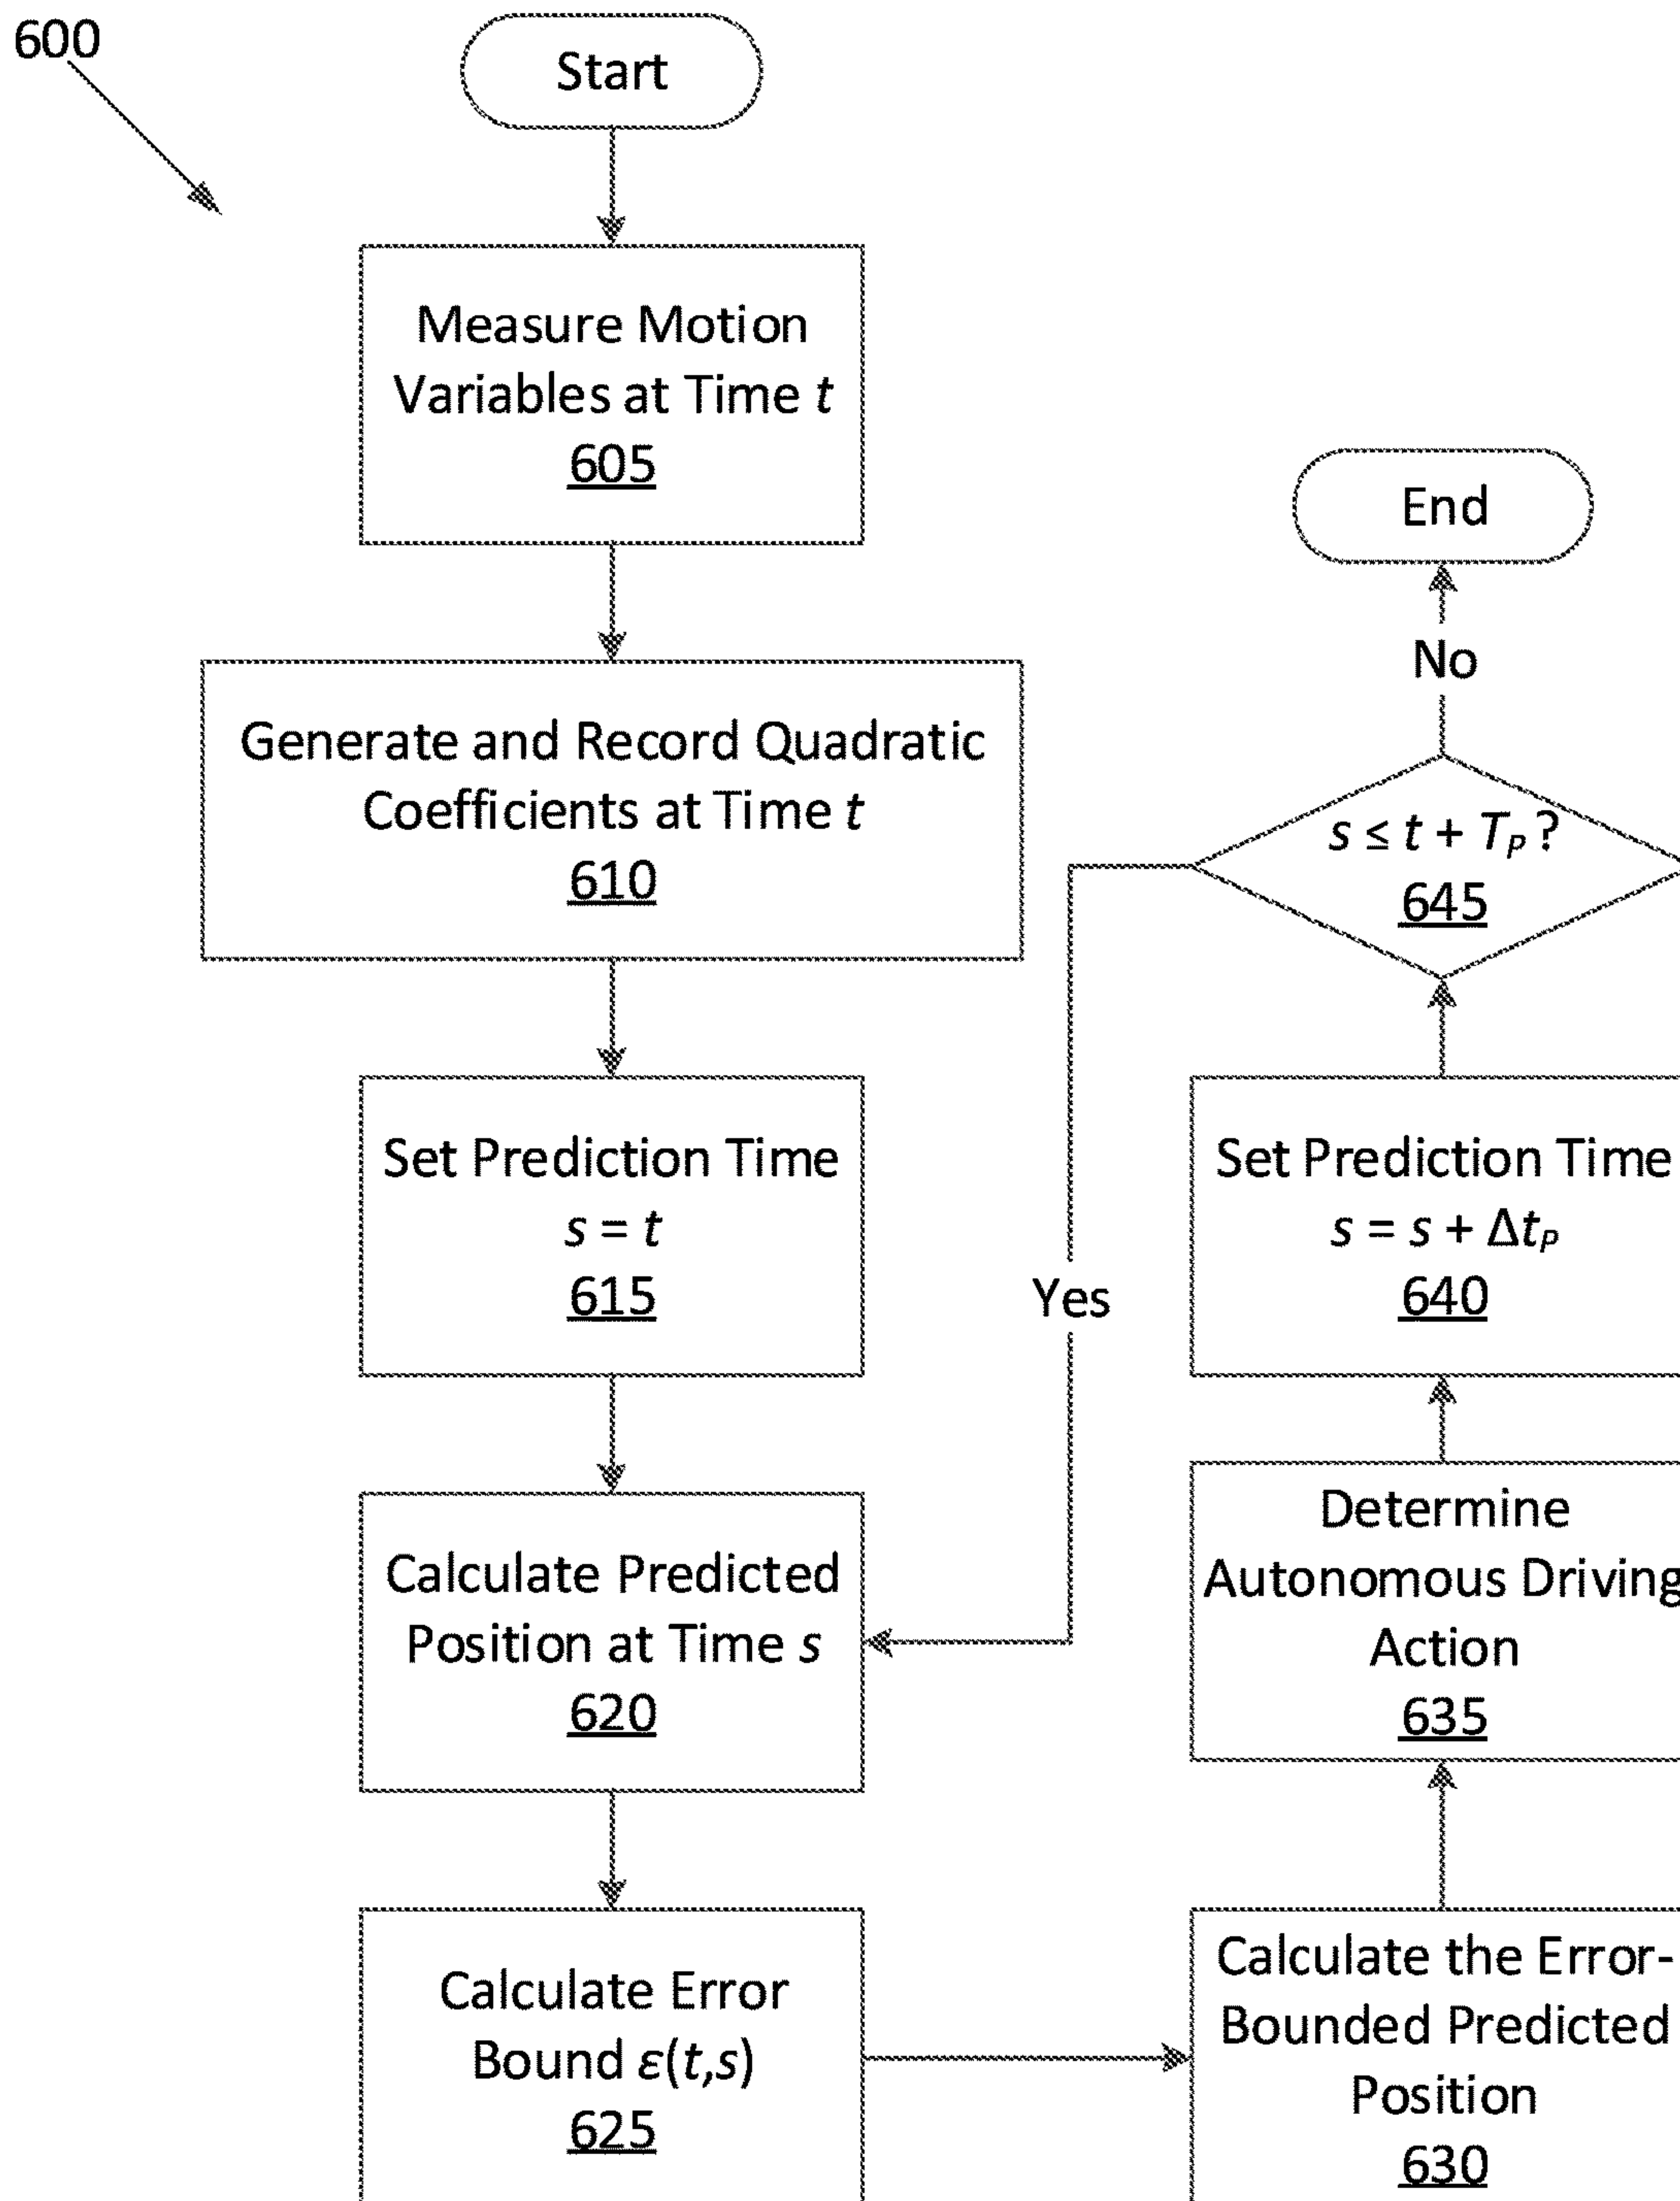 600
Start
Measure Motion
Variables at Time t
605
Generate and Record Quadratic
Coefficients at Time t
610
Set Prediction Time
s = t
615
Calculate Predicted
Position at Time s
620
Calculate Error
Bound ε(t,s)
625
Calculate the Error-
Bounded Predicted
Position
630
Determine
Autonomous Driving
Action
635
Set Prediction Time
s = s + Δtₚ
640
s ≤ t + Tₚ ?
645
Yes
No
End